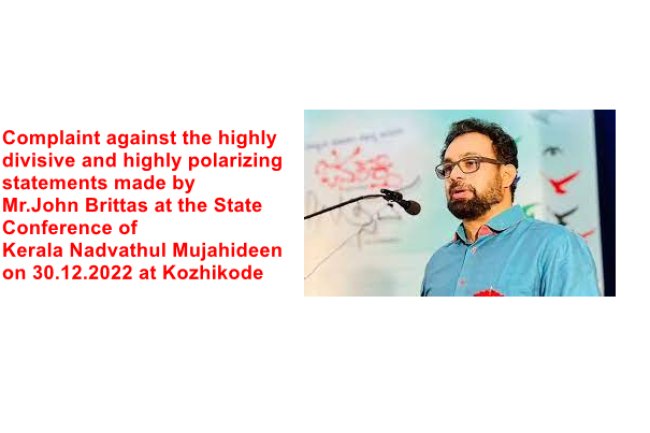 Complaint against the highly
divisive and highly polarizing
statements made by
Mr.John Brittas at the State
Conference of
Kerala Nadvathul Mujahideen
on 30.12.2022 at Kozhikode